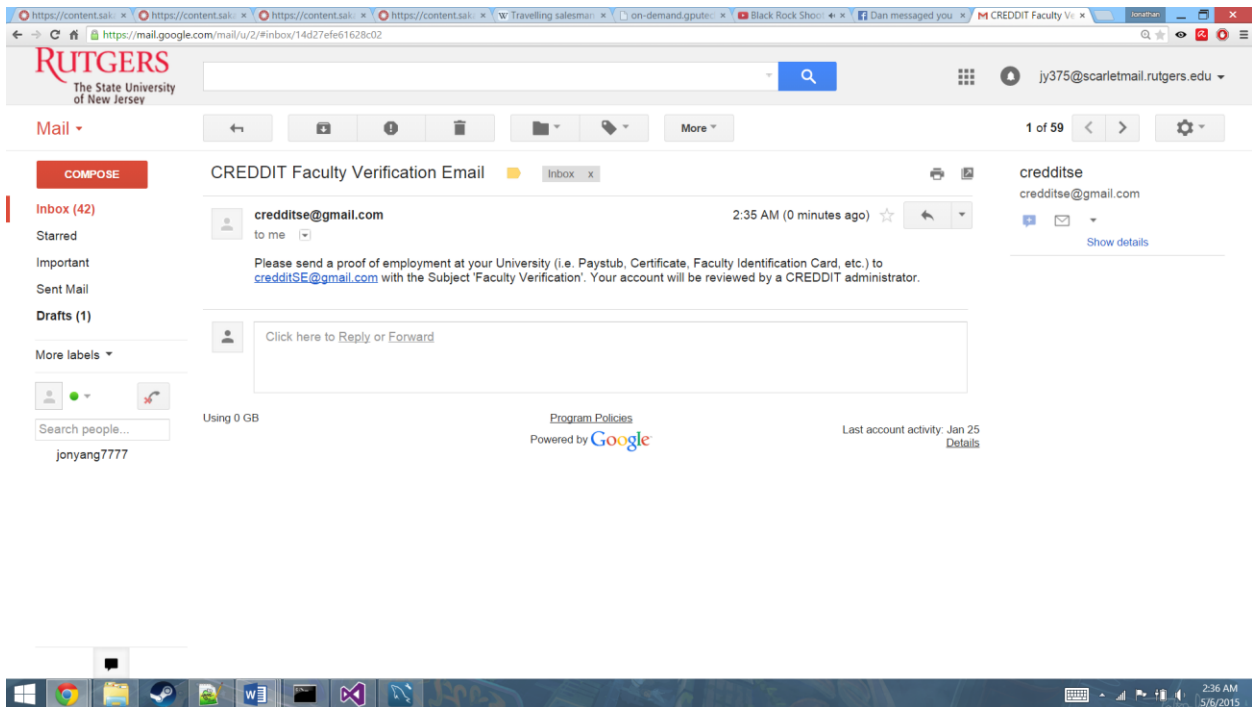 https://content.saka
https://content.saka
https://content.saka
https://content.saka
Travelling salesman
on-demand.gputec
Black Rock Shoot
Dan messaged you
CREDDIT Faculty Ve
Jonathan
https://mail.google.com/mail/u/2/#inbox/14d27efe61628c02
RUTGERS
The State University
of New Jersey
jy375@scarletmail.rutgers.edu
Mail
More
1 of 59
COMPOSE
Inbox (42)
Starred
Important
Sent Mail
Drafts (1)
More labels
Search people...
jonyang7777
CREDDIT Faculty Verification Email
Inbox x
creddits​e@gmail.com
2:35 AM (0 minutes ago)
to me
Please send a proof of employment at your University (i.e. Paystub, Certificate, Faculty Identification Card, etc.) to
credditSE@gmail.com with the Subject 'Faculty Verification'. Your account will be reviewed by a CREDDIT administrator.
Click here to Reply or Forward
Using 0 GB
Program Policies
Powered by Google
Last account activity: Jan 25
Details
credditse
credditse@gmail.com
Show details
2:36 AM
5/6/2015